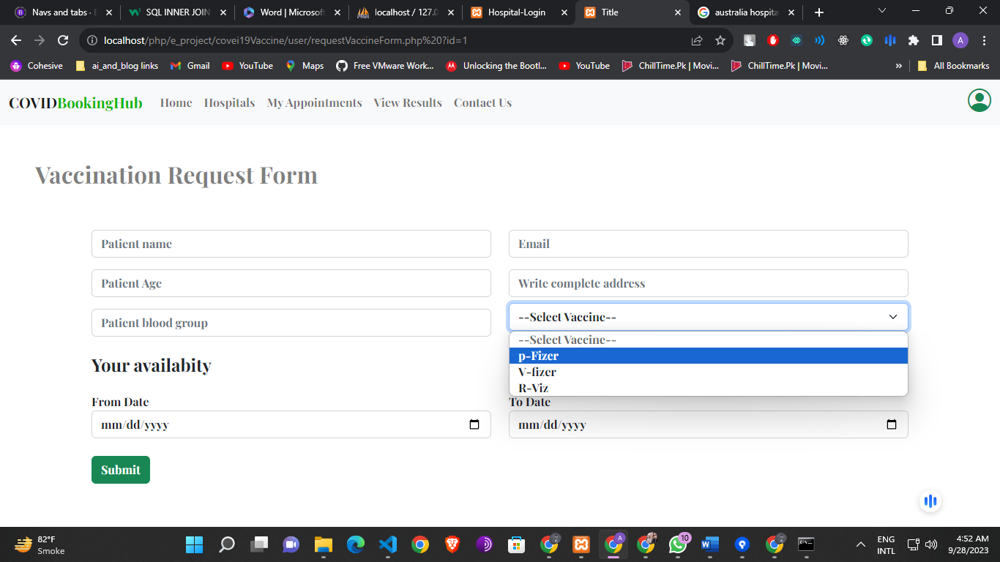 Navs and tabs · B
SQL INNER JOIN
Word | Microsof
localhost / 127.0
Hospital-Login
Title
australia hospita
localhost/php/e_project/covei19Vaccine/user/requestVaccineForm.php%20?id=1
A
Cohesive
ai_and_blog links
Gmail
YouTube
Maps
Free VMware Work...
Unlocking the Bootl...
YouTube
ChillTime.Pk | Movi...
ChillTime.Pk | Movi...
»
All Bookmarks
COVIDBookingHub
Home
Hospitals
My Appointments
View Results
Contact Us
Vaccination Request Form
Patient name
Email
Patient Age
Write complete address
Patient blood group
--Select Vaccine--
--Select Vaccine--
p-Fizer
V-fizer
R-Viz
Your availabity
From Date
To Date
mm/dd/yyyy
mm/dd/yyyy
Submit
82°F
Smoke
A
10
ENG
INTL
4:52 AM
9/28/2023